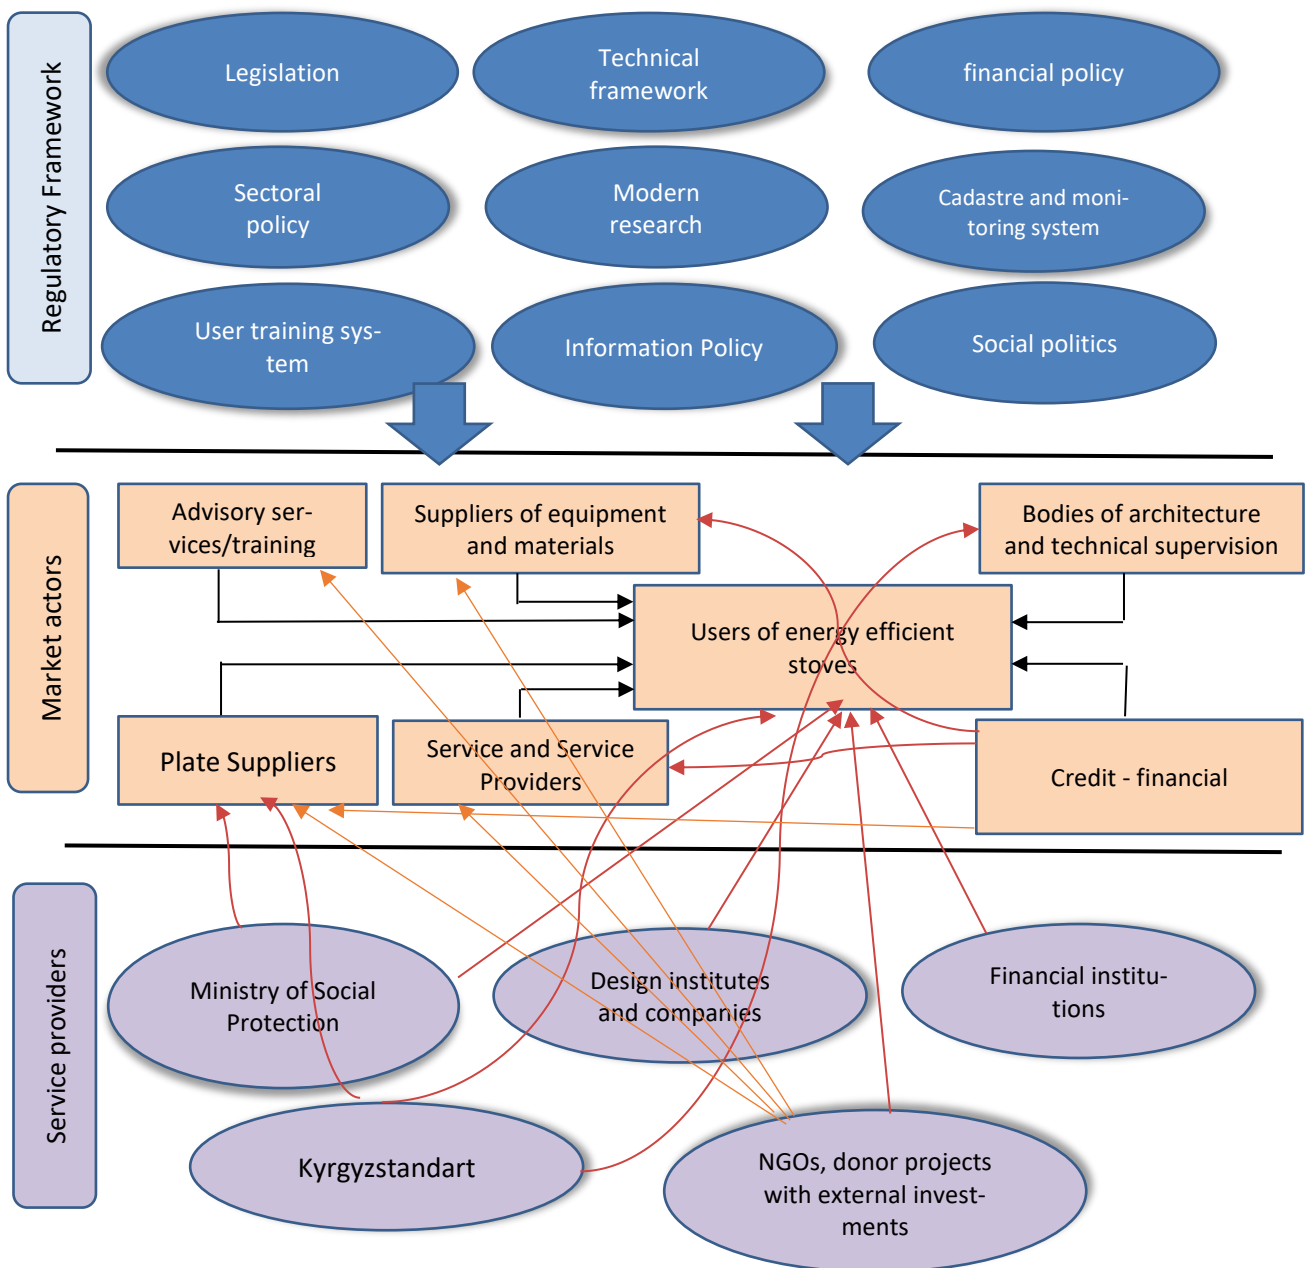 Regulatory Framework
Legislation
Technical
framework
financial policy
Sectoral
policy
Modern
research
Cadastre and moni-
toring system
User training sys-
tem
Information Policy
Social politics
Market actors
Advisory ser-
vices/training
Suppliers of equipment
and materials
Bodies of architecture
and technical supervision
Users of energy efficient
stoves
Plate Suppliers
Service and Service
Providers
Credit - financial
Service providers
Ministry of Social
Protection
Design institutes
and companies
Financial institu-
tions
Kyrgyzstandart
NGOs, donor projects
with external invest-
ments